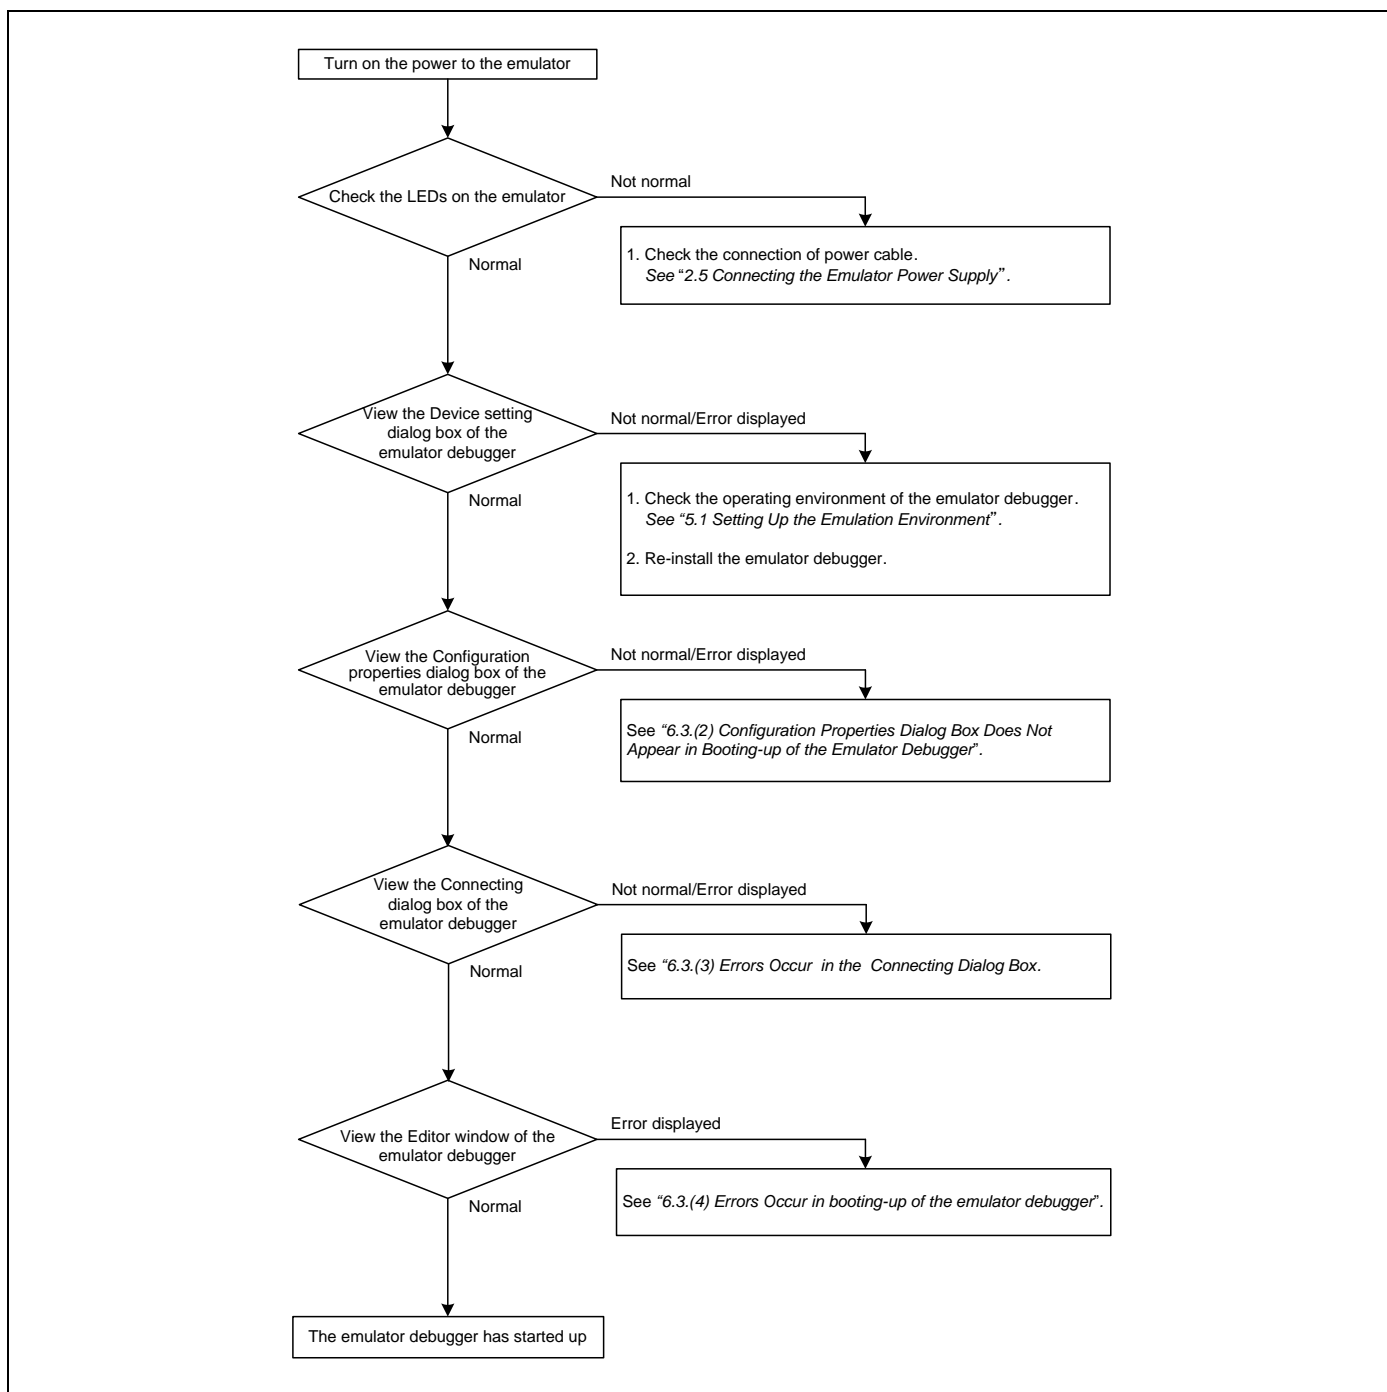 Turn on the power to the emulator
Check the LEDs on the emulator
Not normal
Normal
1. Check the connection of power cable.
See “2.5 Connecting the Emulator Power Supply”.
View the Device setting
dialog box of the
emulator debugger
Not normal/Error displayed
Normal
1. Check the operating environment of the emulator debugger.
See “5.1 Setting Up the Emulation Environment”.
2. Re-install the emulator debugger.
View the Configuration
properties dialog box of the
emulator debugger
Not normal/Error displayed
Normal
See “6.3.(2) Configuration Properties Dialog Box Does Not
Appear in Booting-up of the Emulator Debugger”.
View the Connecting
dialog box of the
emulator debugger
Not normal/Error displayed
Normal
See “6.3.(3) Errors Occur in the Connecting Dialog Box.
View the Editor window of the
emulator debugger
Error displayed
Normal
See “6.3.(4) Errors Occur in booting-up of the emulator debugger”.
The emulator debugger has started up